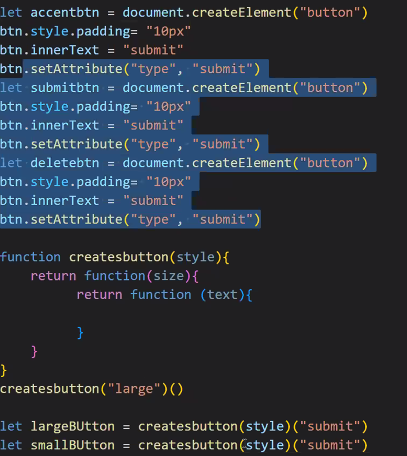 let accentbtn = document.createElement("button")
btn.style.padding= "10px"
btn.innerText = "submit"
btn.setAttribute("type", "submit")
let submitbtn = document.createElement("button")
btn.style.padding= "10px"
btn.innerText = "submit"
btn.setAttribute("type", "submit")
let deletebtn = document.createElement("button")
btn.style.padding= "10px"
btn.innerText = "submit"
btn.setAttribute("type", "submit")
function createsbutton(style){
return function(size){
return function (text){
}
}
}
createsbutton("large")()
let largeBUtton = createsbutton(style)("submit")
let smallBUtton = createsbutton(style)("submit")